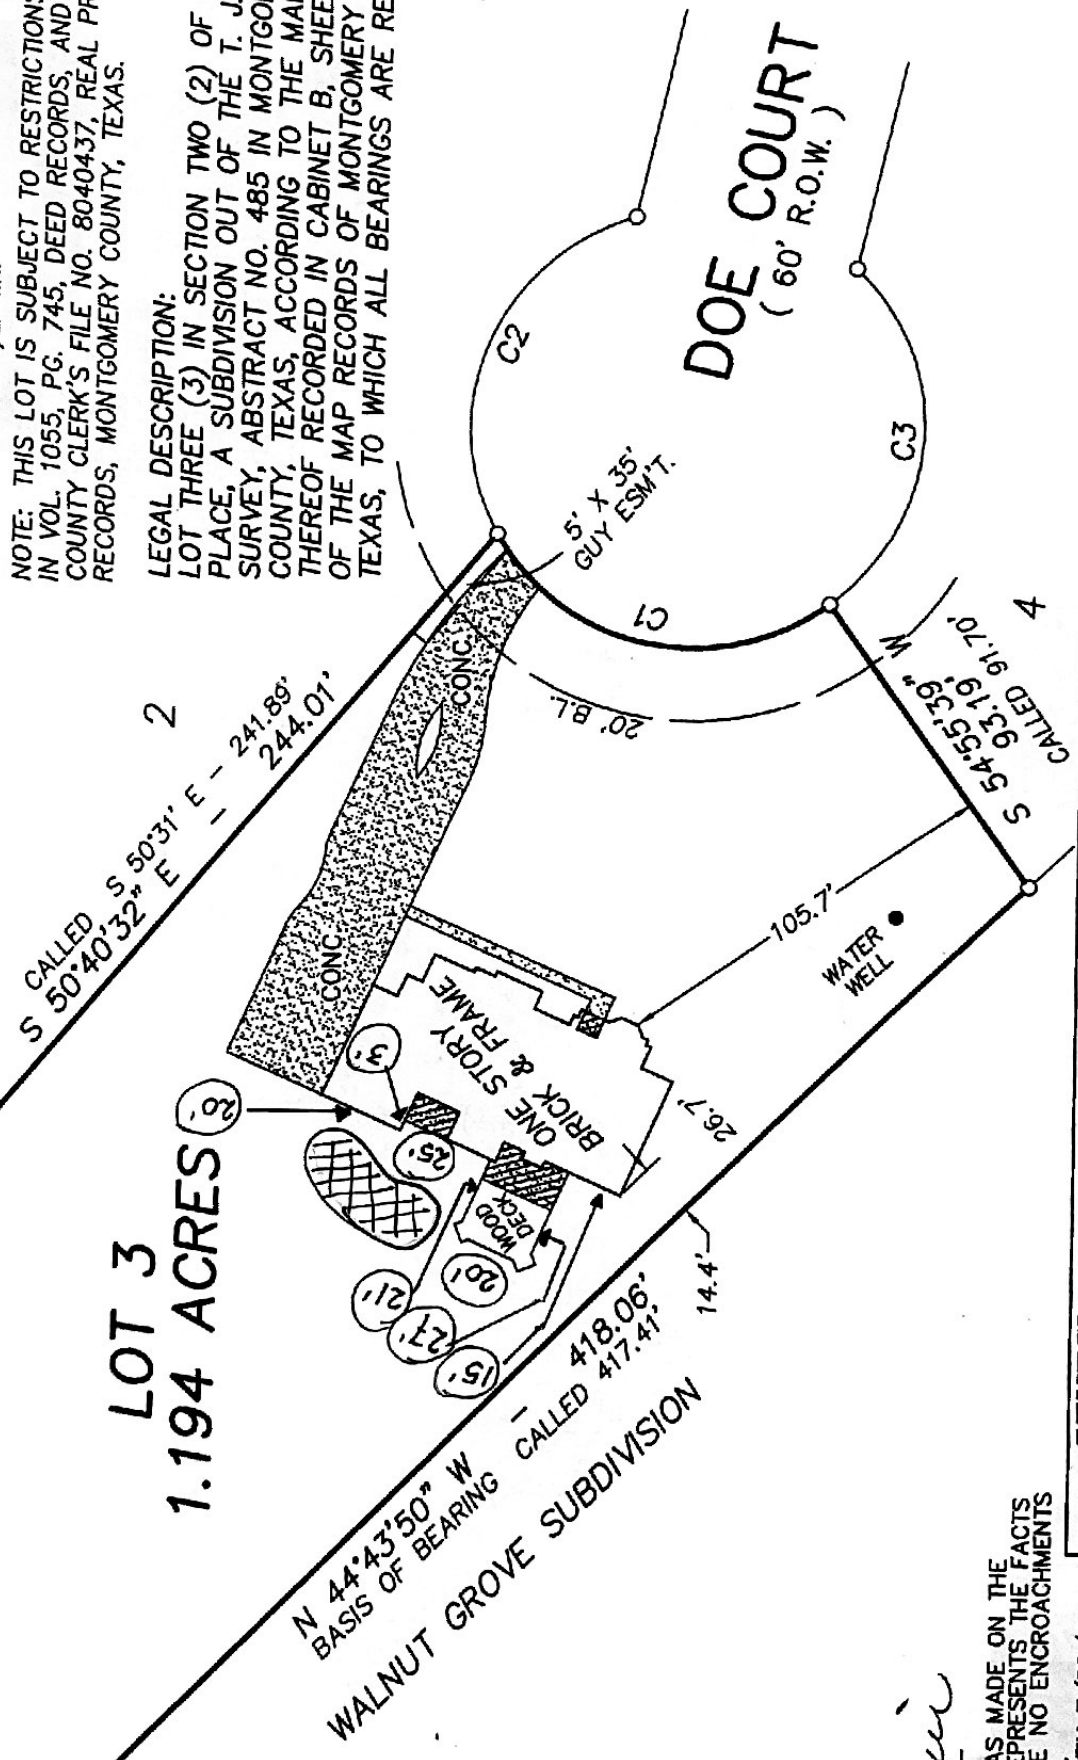 NOTE: THIS LOT IS SUBJECT TO RESTRICTIONS
IN VOL. 1055, PG. 745, DEED RECORDS, AND
COUNTY CLERK'S FILE NO. 8040437, REAL PR
RECORDS, MONTGOMERY COUNTY, TEXAS.
LEGAL DESCRIPTION:
LOT THREE (3) IN SECTION TWO (2) OF
PLACE, A SUBDIVISION OUT OF THE T. J.
SURVEY, ABSTRACT NO. 485 IN MONTGO
COUNTY, TEXAS, ACCORDING TO THE MA
THEREOF RECORDED IN CABINET B, SHEE
OF THE MAP RECORDS OF MONTGOMERY
TEXAS, TO WHICH ALL BEARINGS ARE RE
DOE COURT
( 60' R.O.W. )
C2
C3
C1
5' X 35'
GUY ESM'T.
20' B.L.
2
4
CALLED S 50°31' E - 241.89'
S 50°40'32" E - 244.01'
S 54°55'39" W
93.19'
CALLED 91.70'
CONC.
CONC.
LOT 3
1.194 ACRES
20'
3'
25'
21'
27'
20'
15'
ONE STORY
BRICK & FRAME
WOOD
DECK
105.7'
WATER
WELL
26.7'
14.4'
N 44°43'50" W - 418.06'
BASIS OF BEARING CALLED 417.41'
WALNUT GROVE SUBDIVISION
AS MADE ON THE
EPRESENTS THE FACTS
E NO ENCROACHMENTS